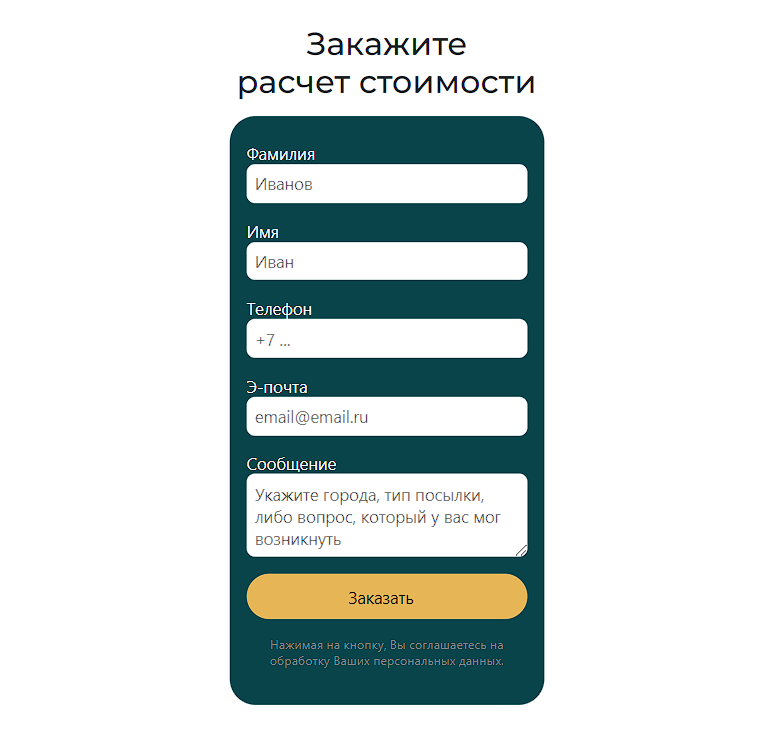 Закажите
расчет стоимости
Фамилия
Иванов
Имя
Иван
Телефон
+7 ...
Э-почта
email@email.ru
Сообщение
Укажите города, тип посылки,
либо вопрос, который у вас мог
возникнуть
Заказать
Нажимая на кнопку, Вы соглашаетесь на
обработку Ваших персональных данных.